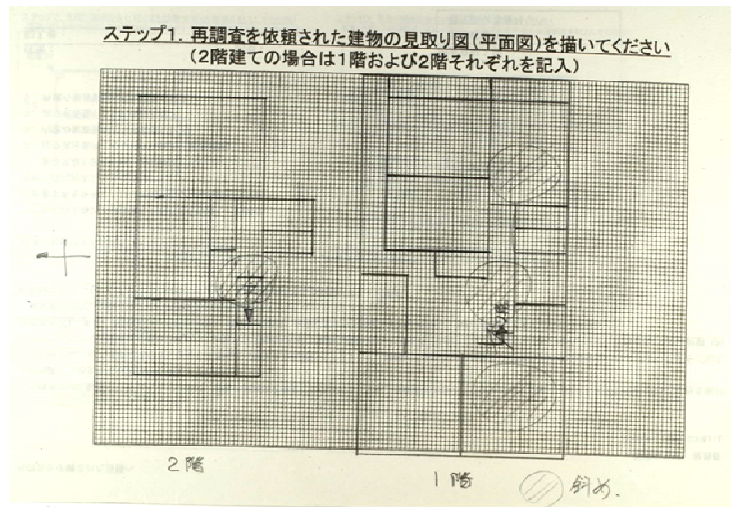 ステップ1. 再調査を依頼された建物の見取り図(平面図)を描いてください
(2階建ての場合は1階および2階それぞれを記入)
2階
1階
斜め.